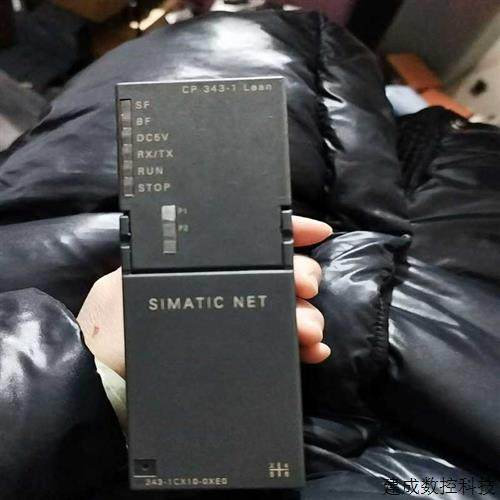 CP 343-1 Lean
SF
BF
DC5V
RX/TX
RUN
STOP
P1
P2
SIMATIC NET
343-1CX10-0XE0
建成数控科技